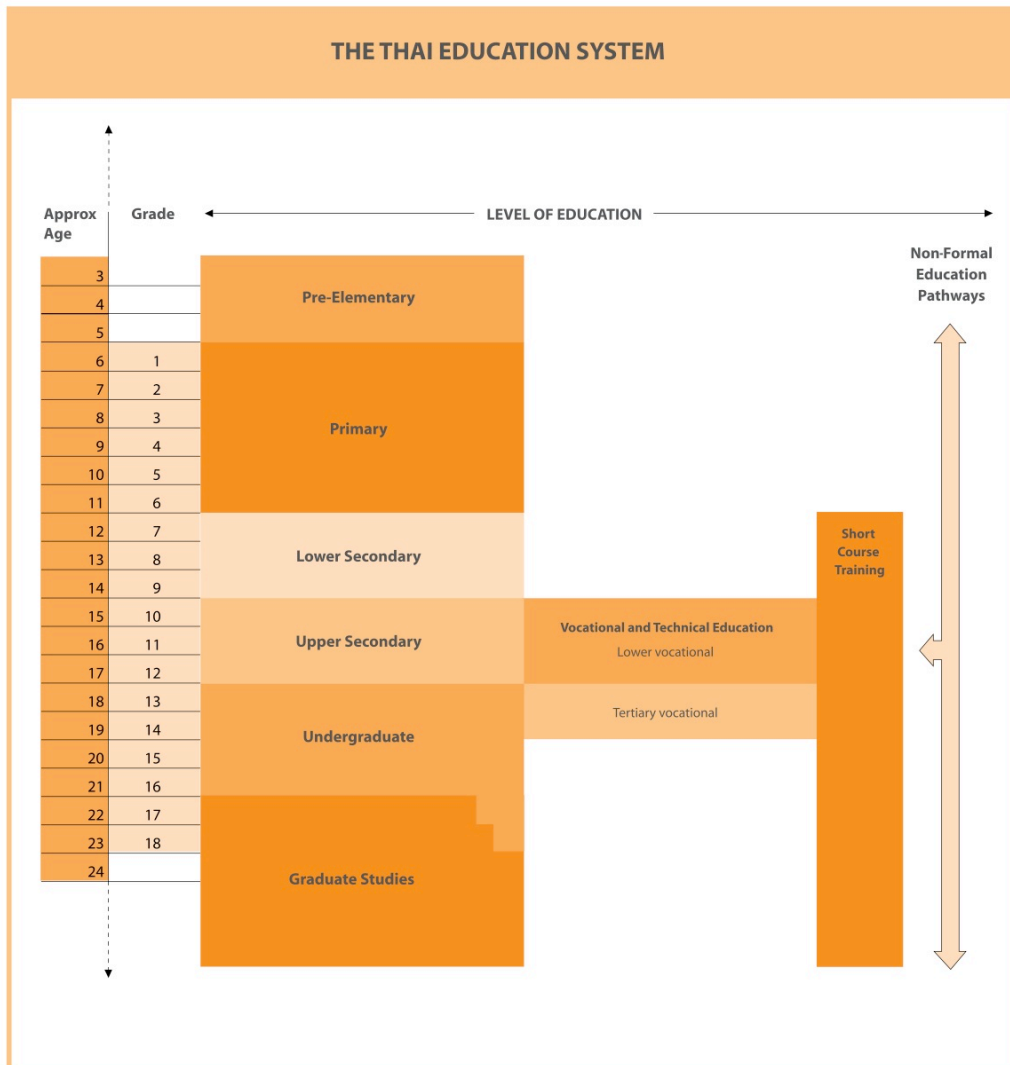 THE THAI EDUCATION SYSTEM
Approx
Age
Grade
LEVEL OF EDUCATION
Non-Formal
Education
Pathways
3
4
5
6 1
7 2
8 3
9 4
10 5
11 6
12 7
13 8
14 9
15 10
16 11
17 12
18 13
19 14
20 15
21 16
22 17
23 18
24
Pre-Elementary
Primary
Lower Secondary
Upper Secondary
Undergraduate
Graduate Studies
Vocational and Technical Education
Lower vocational
Tertiary vocational
Short
Course
Training